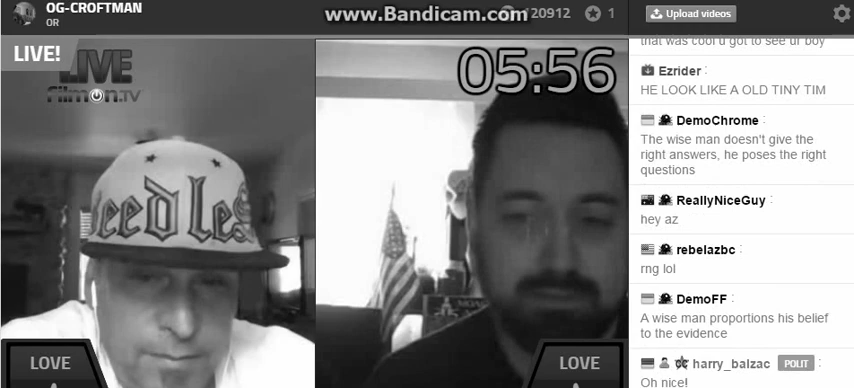 OG-CROFTMAN
OR
www.Bandicam.com
120912
1
Upload videos
LIVE!
LIVE
FilmOn.TV
05:56
eedles
LOVE
LOVE
that was cool u got to see ur boy
Ezrider :
HE LOOK LIKE A OLD TINY TIM
DemoChrome :
The wise man doesn't give the
right answers, he poses the right
questions
ReallyNiceGuy :
hey az
rebelazbc :
rng lol
DemoFF :
A wise man proportions his belief
to the evidence
harry_balzac POLIT :
Oh nice!